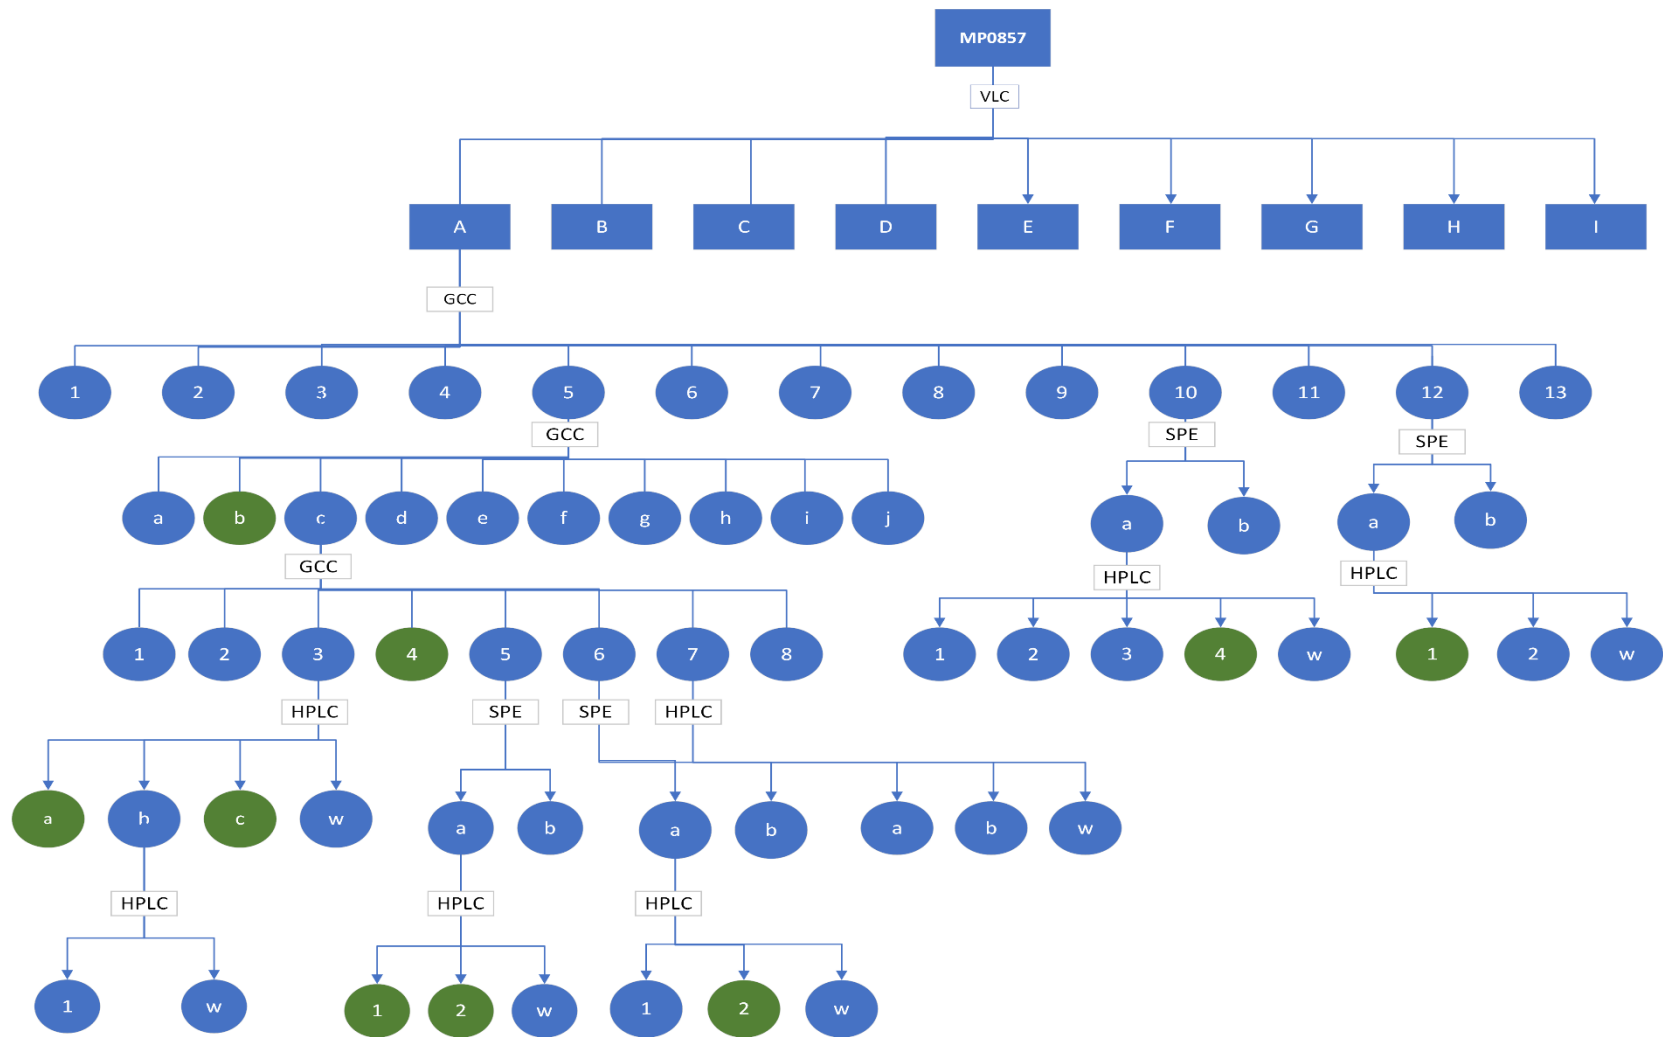 MP0857
VLC
A B C D E F G H I
GCC
1 2 3 4 5 6 7 8 9 10 11 12 13
GCC SPE SPE
a b c d e f g h i j a b a b
GCC HPLC HPLC
1 2 3 4 5 6 7 8 1 2 3 4 w 1 2 w
HPLC SPE SPE HPLC
a h c w a b a b a b w
HPLC HPLC HPLC
1 w 1 2 w 1 2 w